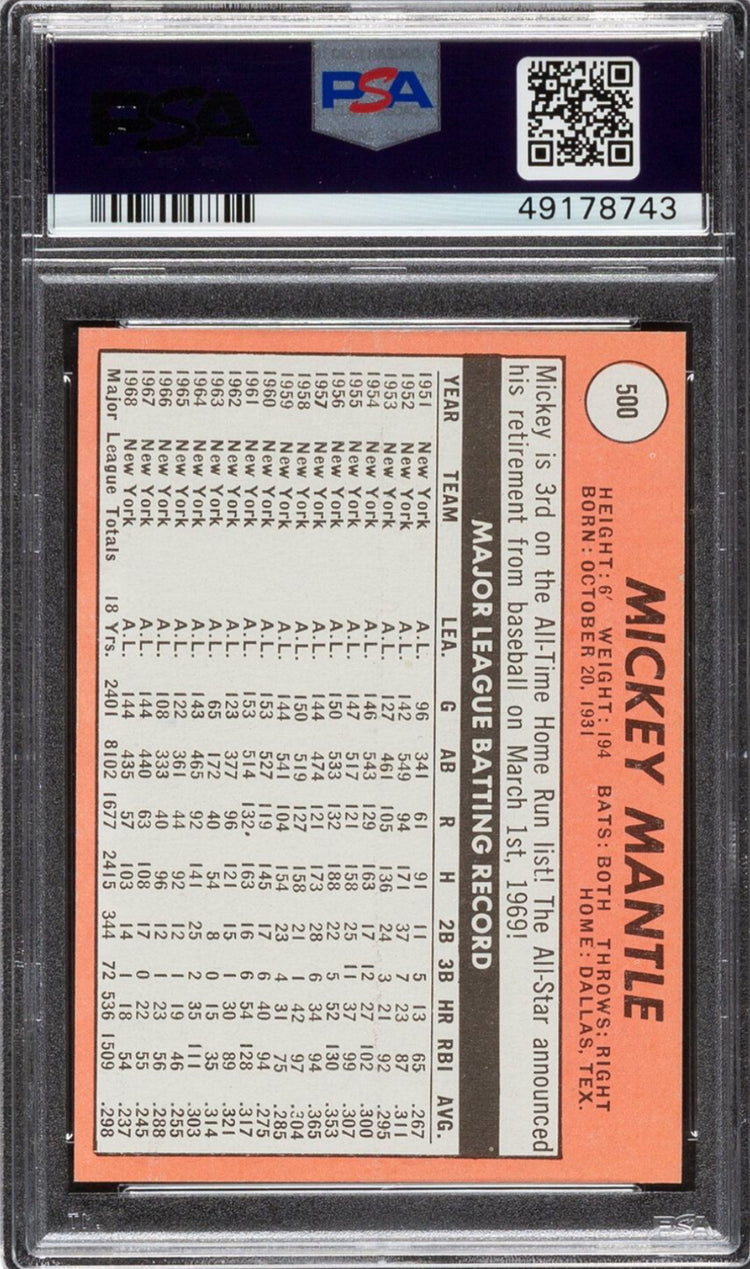 PSA
PSA
49178743
500
MICKEY MANTLE
HEIGHT: 6' WEIGHT: 194 BATS: BOTH THROWS: RIGHT
BORN: OCTOBER 20, 1931 HOME: DALLAS, TEX.
Mickey is 3rd on the All-Time Home Run list! The All-Star announced
his retirement from baseball on March 1st, 1969!
MAJOR LEAGUE BATTING RECORD
YEAR TEAM LEA. G AB R H 2B 3B HR RBI AVG.
1951 New York A.L. 96 341 61 91 11 5 13 65 .267
1952 New York A.L. 142 549 94 171 37 7 23 87 .311
1953 New York A.L. 127 461 105 136 24 3 21 92 .295
1954 New York A.L. 146 543 129 163 17 12 27 102 .300
1955 New York A.L. 147 517 121 158 25 11 37 99 .307
1956 New York A.L. 150 533 132 188 22 5 52 130 .353
1957 New York A.L. 144 474 121 173 28 6 34 94 .365
1958 New York A.L. 150 519 127 158 21 1 42 97 .304
1959 New York A.L. 144 541 104 154 23 4 31 75 .285
1960 New York A.L. 153 527 119 145 17 6 40 94 .275
1961 New York A.L. 153 514 132 163 16 6 54 128 .317
1962 New York A.L. 123 377 96 121 15 1 30 89 .321
1963 New York A.L. 65 172 40 54 8 0 15 35 .314
1964 New York A.L. 143 465 92 141 25 2 35 111 .303
1965 New York A.L. 122 361 44 92 12 1 19 46 .255
1966 New York A.L. 108 333 40 96 12 1 23 56 .288
1967 New York A.L. 144 440 63 108 17 0 22 55 .245
1968 New York A.L. 144 435 57 103 14 1 18 54 .237
Major League Totals 18 Yrs. 2401 8102 1677 2415 344 72 536 1509 .298
PSA